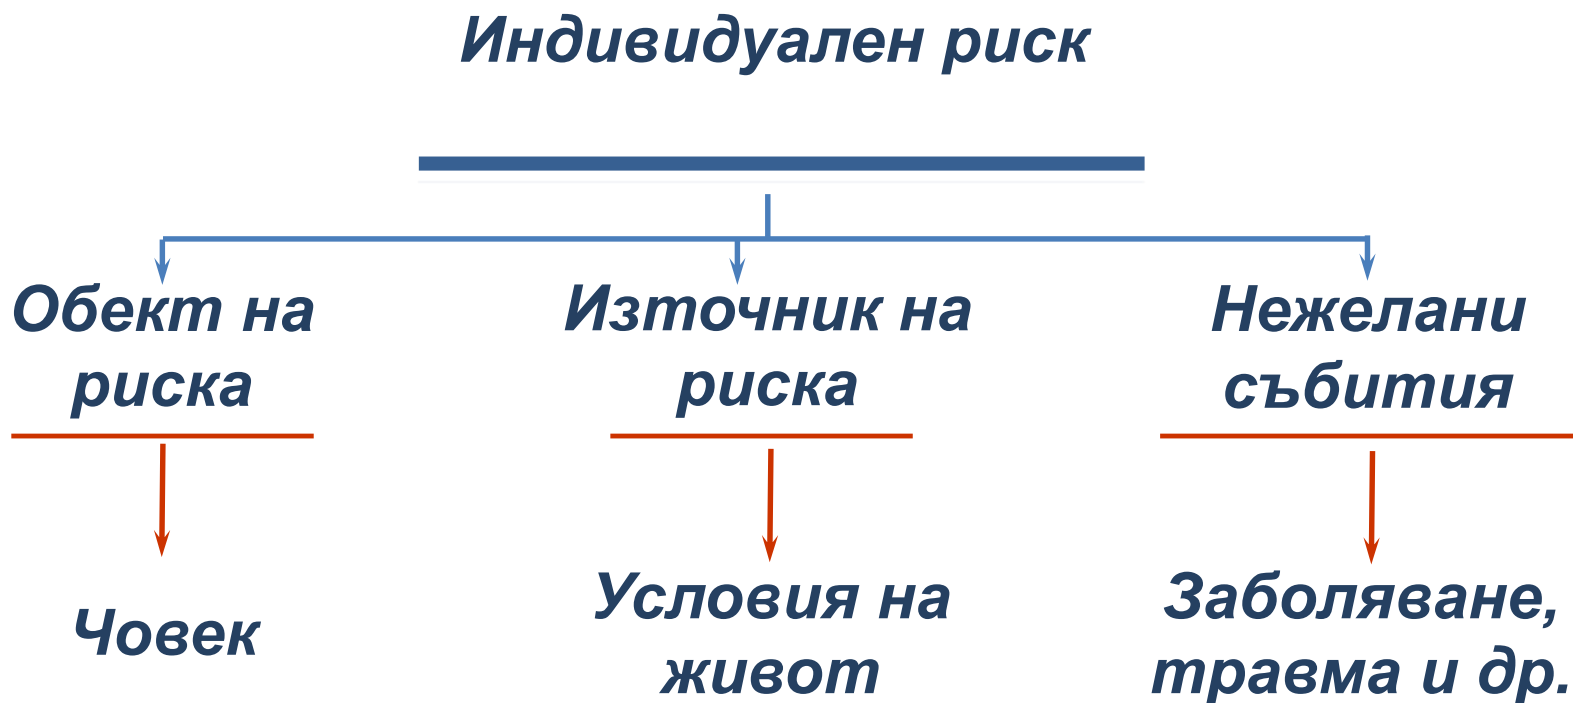 Индивидуален риск
Обект на
риска
Източник на
риска
Нежелани
събития
Човек
Условия на
живот
Заболяване,
травма и др.